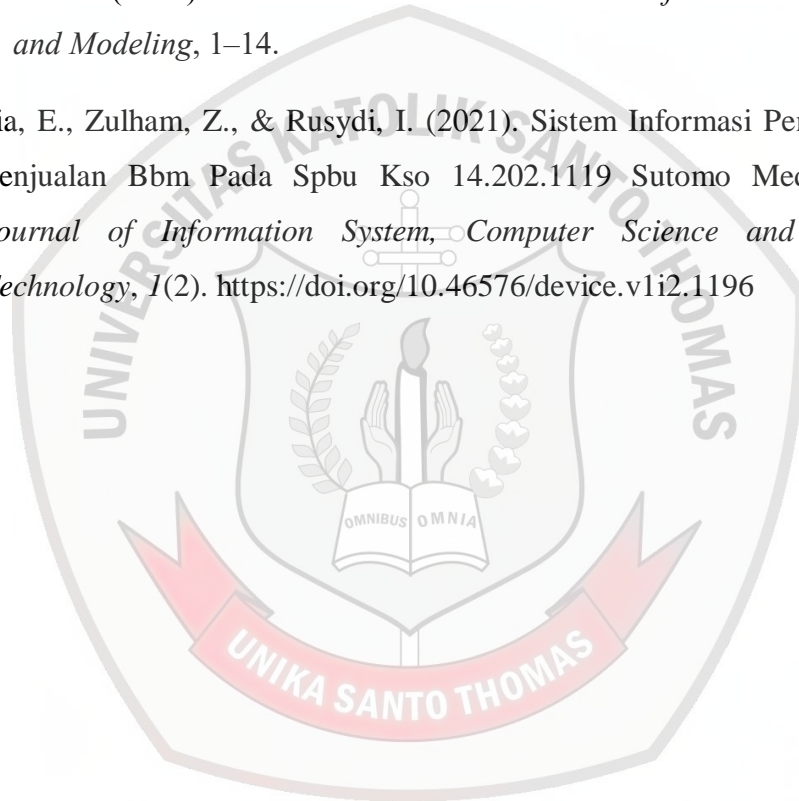 and Modeling, 1–14.
ia, E., Zulham, Z., & Rusydi, I. (2021). Sistem Informasi Per
enjualan Bbm Pada Spbu Kso 14.202.1119 Sutomo Med
ournal of Information System, Computer Science and
echnology, 1(2). https://doi.org/10.46576/device.v1i2.1196
UNIVERSITAS KATOLIK SANTO THOMAS
OMNIBUS OMNIA
UNIKA SANTO THOMAS